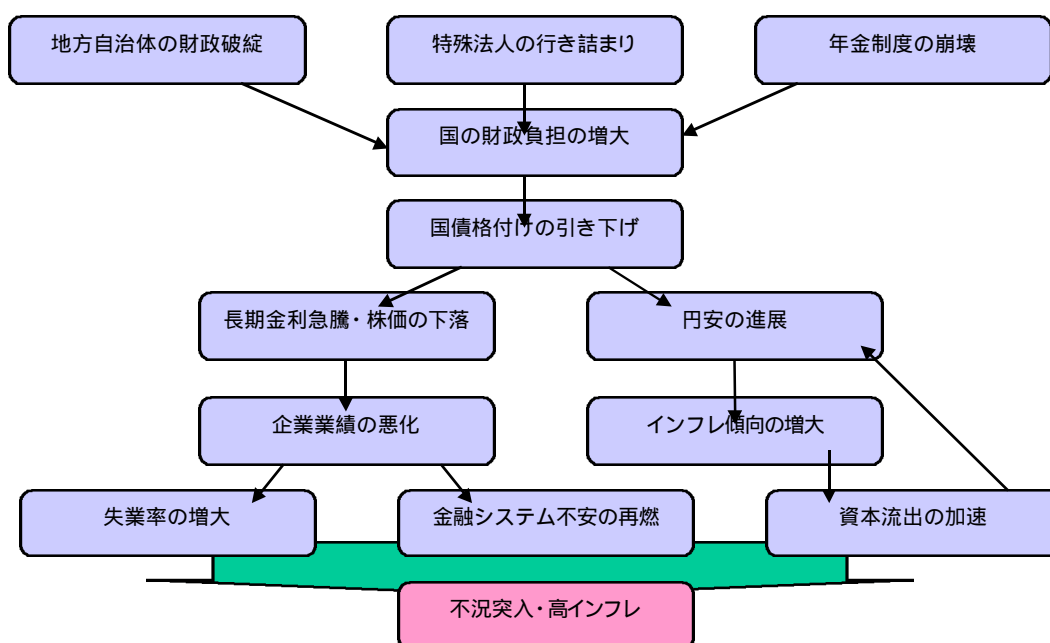 地方自治体の財政破綻
特殊法人の行き詰まり
年金制度の崩壊
国の財政負担の増大
国債格付けの引き下げ
長期金利急騰・株価の下落
円安の進展
企業業績の悪化
インフレ傾向の増大
失業率の増大
金融システム不安の再燃
資本流出の加速
不況突入・高インフレ